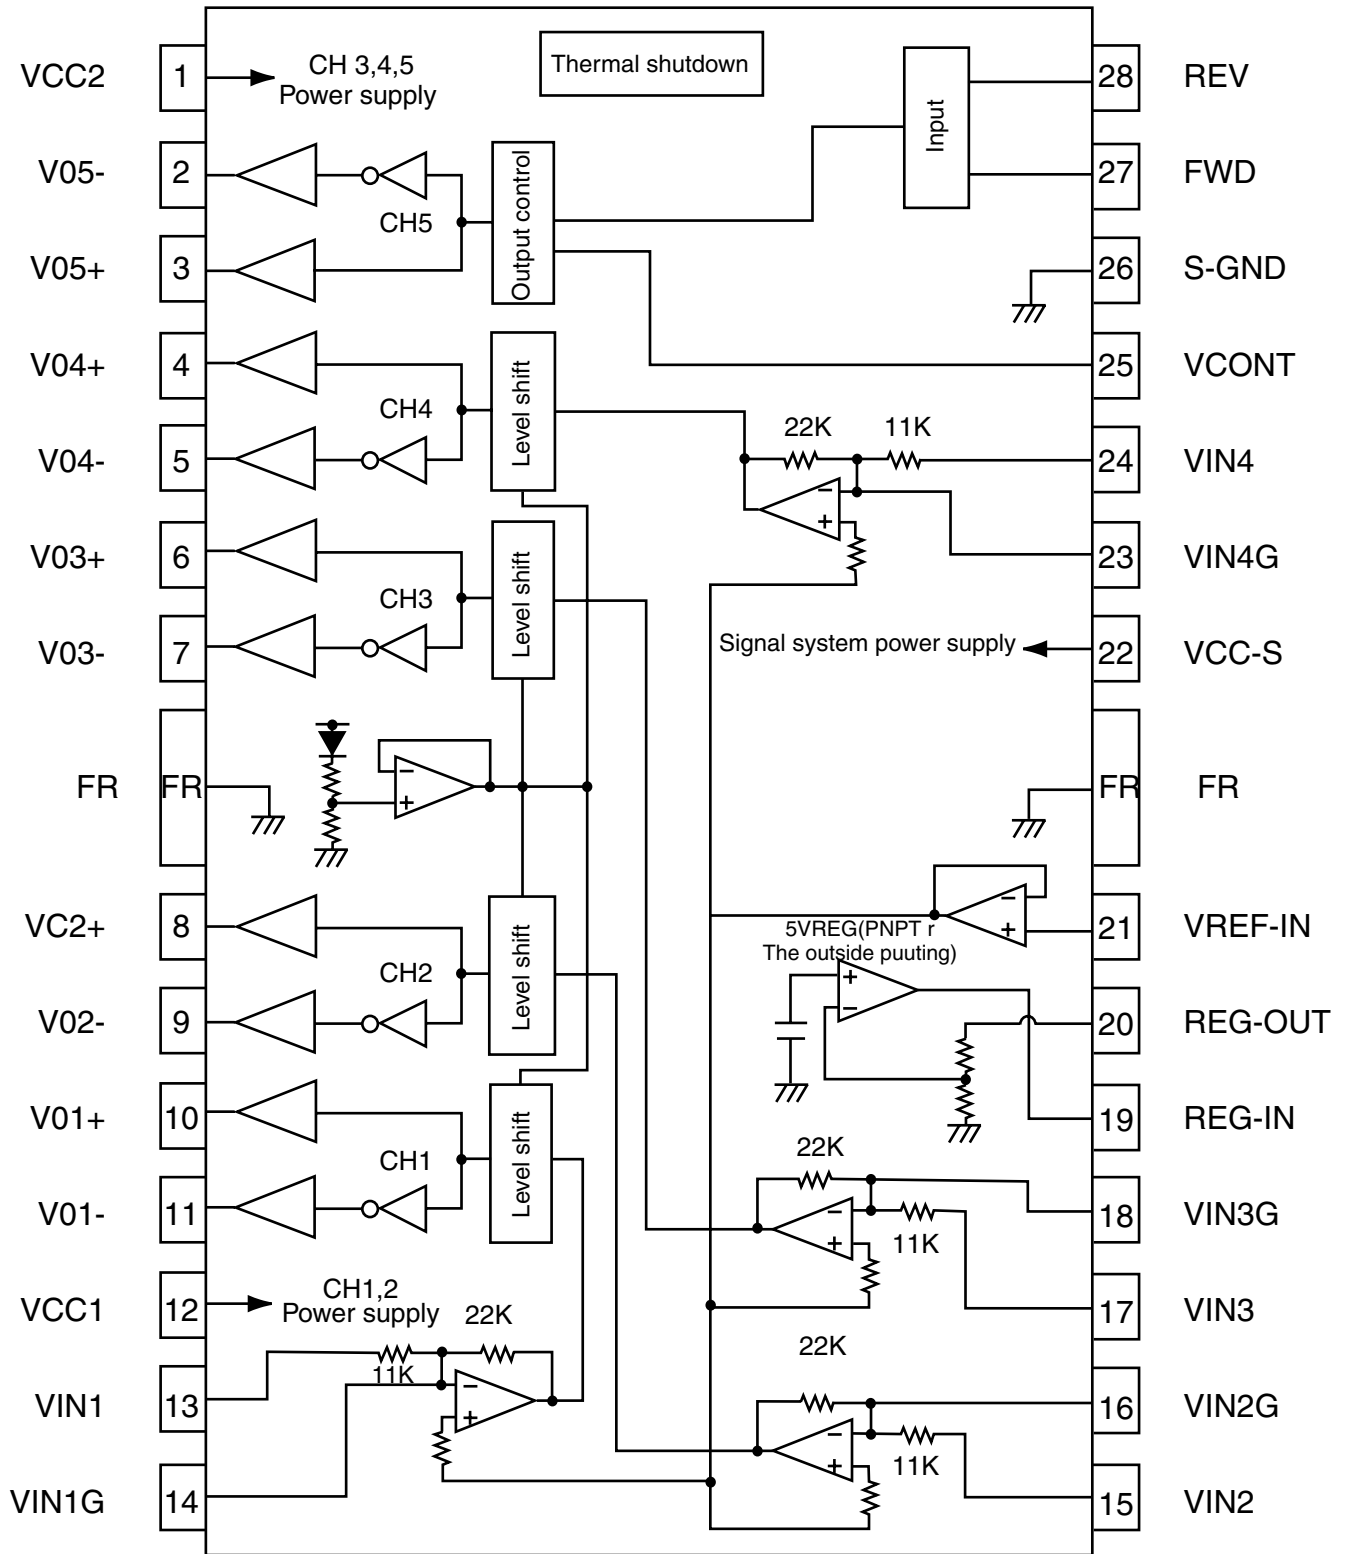 VCC2 1 CH 3,4,5 Thermal shutdown 28 REV
Power supply
Input
V05- 2 27 FWD
CH5
Output control
V05+ 3 26 S-GND
V04+ 4 25 VCONT
CH4
Level shift
22K 11K
V04- 5 24 VIN4
−
+
V03+ 6 23 VIN4G
CH3
Level shift
V03- 7 Signal system power supply 22 VCC-S
FR FR FR FR
−
+
VC2+ 8 21 VREF-IN
−
+
5VREG(PNPT r
The outside puuting)
CH2
Level shift
+
−
V02- 9 20 REG-OUT
V01+ 10 19 REG-IN
22K
CH1
Level shift
V01- 11 18 VIN3G
−
+
11K
VCC1 12 CH1,2 17 VIN3
Power supply
22K
22K
11K
VIN1 13 16 VIN2G
−
+
−
+
11K
VIN1G 14 15 VIN2